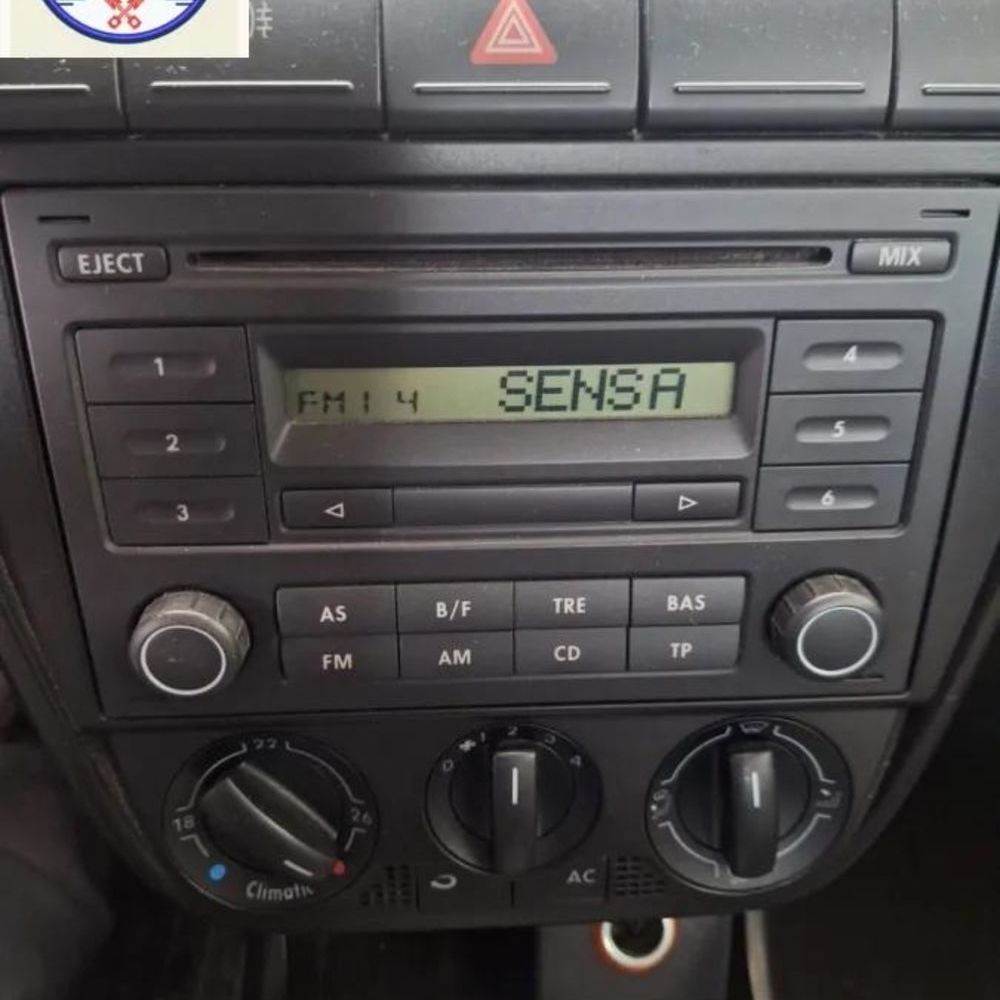 EJECT
MIX
1
4
FM1 4 SENSA
2
5
3
6
AS B/F TRE BAS
FM AM CD TP
22
18
26
Climatic
0 1 2 3 4
AC